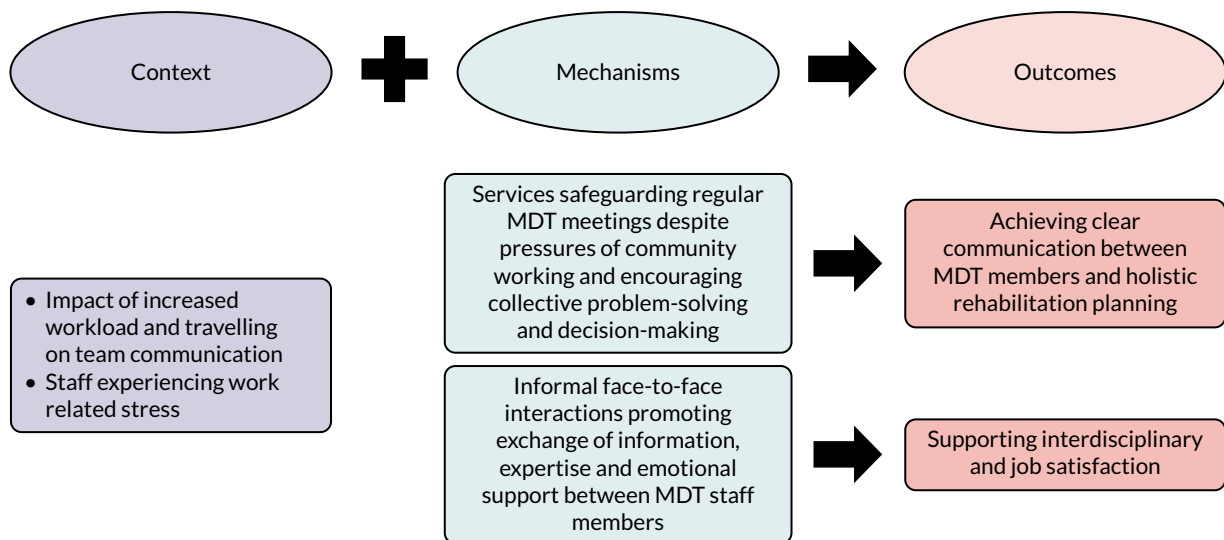 Context
Mechanisms
Outcomes
• Impact of increased
workload and travelling
on team communication
• Staff experiencing work
related stress
Services safeguarding regular
MDT meetings despite
pressures of community
working and encouraging
collective problem-solving
and decision-making
Achieving clear
communication between
MDT members and holistic
rehabilitation planning
Informal face-to-face
interactions promoting
exchange of information,
expertise and emotional
support between MDT staff
members
Supporting interdisciplinary
and job satisfaction